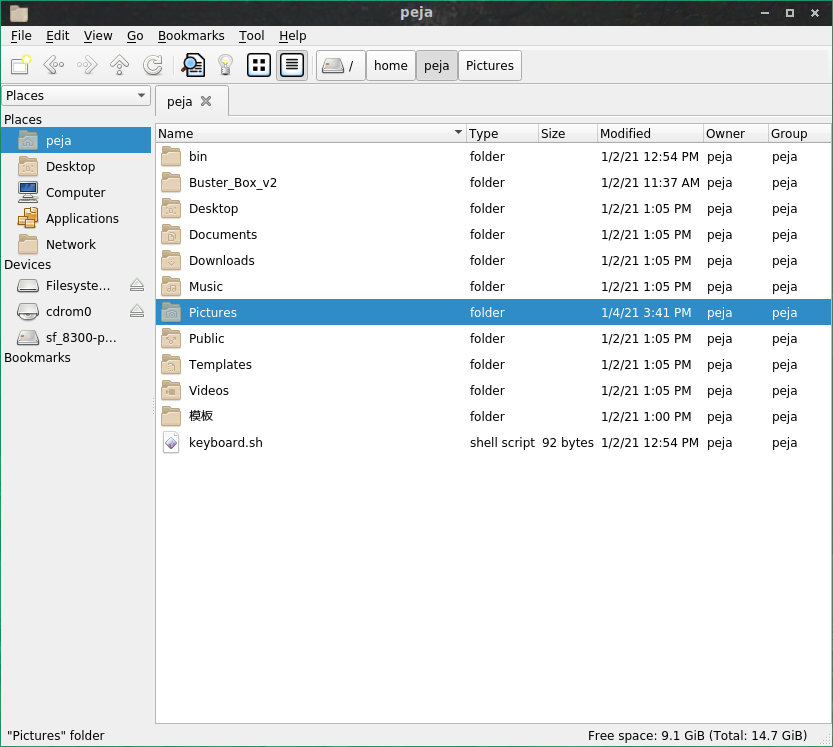 peja
File Edit View Go Bookmarks Tool Help
/ home peja Pictures
Places
peja
Places
peja
Desktop
Computer
Applications
Network
Devices
Filesyste...
cdrom0
sf_8300-p...
Bookmarks
Name Type Size Modified Owner Group
bin folder 1/2/21 12:54 PM peja peja
Buster_Box_v2 folder 1/2/21 11:37 AM peja peja
Desktop folder 1/2/21 1:05 PM peja peja
Documents folder 1/2/21 1:05 PM peja peja
Downloads folder 1/2/21 1:05 PM peja peja
Music folder 1/2/21 1:05 PM peja peja
Pictures folder 1/4/21 3:41 PM peja peja
Public folder 1/2/21 1:05 PM peja peja
Templates folder 1/2/21 1:05 PM peja peja
Videos folder 1/2/21 1:05 PM peja peja
模板 folder 1/2/21 1:00 PM peja peja
keyboard.sh shell script 92 bytes 1/2/21 12:54 PM peja peja
"Pictures" folder Free space: 9.1 GiB (Total: 14.7 GiB)